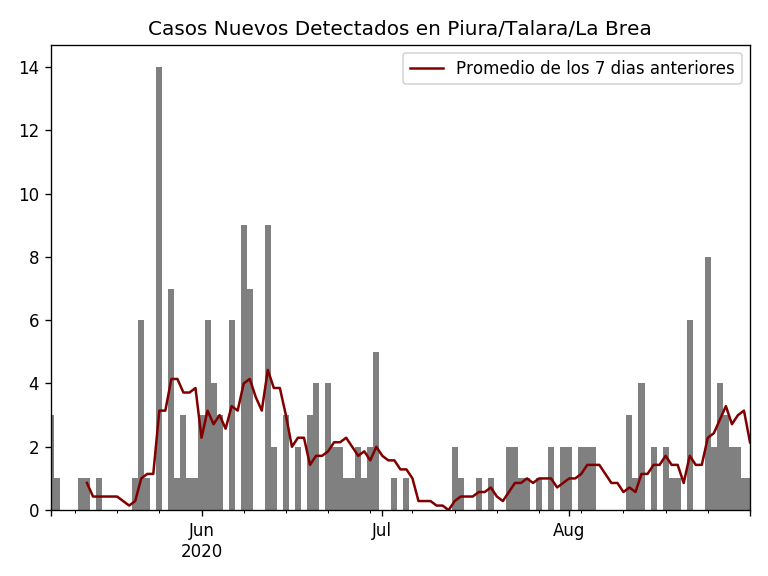 Casos Nuevos Detectados en Piura/Talara/La Brea
Promedio de los 7 dias anteriores
14
12
10
8
6
4
2
0
Jun
2020
Jul
Aug